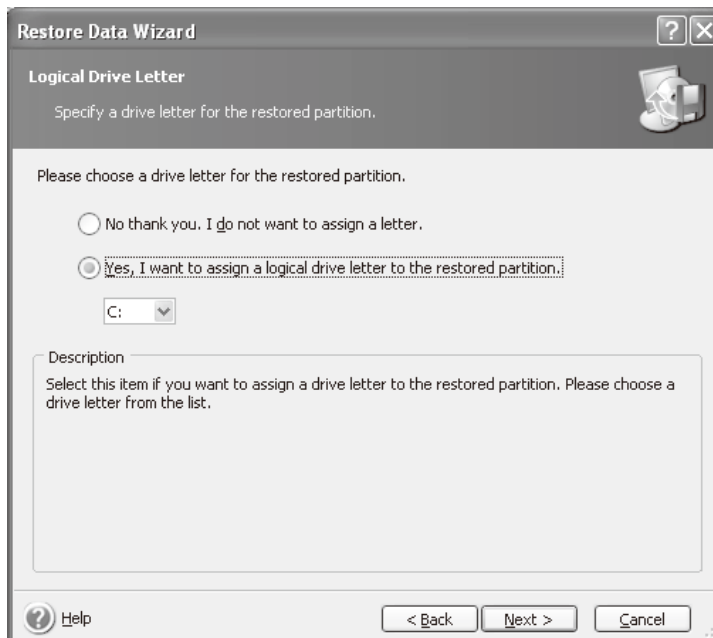 Restore Data Wizard
Logical Drive Letter
Specify a drive letter for the restored partition.
Please choose a drive letter for the restored partition.
No thank you. I do not want to assign a letter.
Yes, I want to assign a logical drive letter to the restored partition.
C:
Description
Select this item if you want to assign a drive letter to the restored partition. Please choose a
drive letter from the list.
Help
< Back
Next >
Cancel